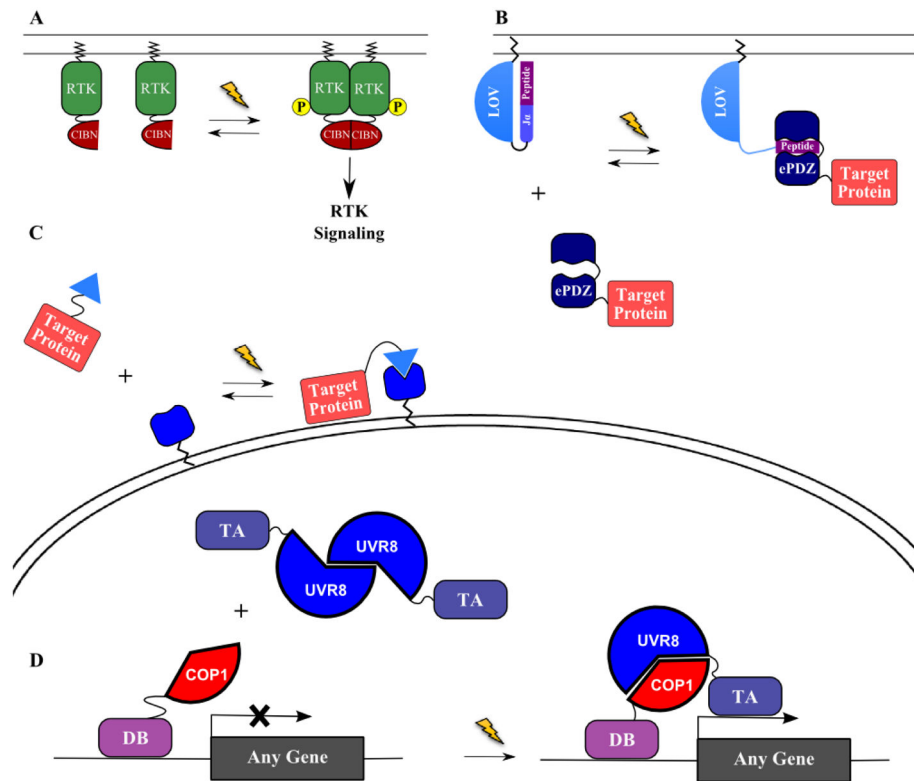 A
RTK
RTK
RTK
RTK
P
P
CIBN
CIBN
CIBN
CIBN
RTK
Signaling
B
LOV
Peptide
Jα
LOV
Peptide
ePDZ
Target
Protein
+
ePDZ
Target
Protein
C
Target
Protein
+
Target
Protein
TA
UVR8
UVR8
TA
+
D
COP1
DB
Any Gene
UVR8
COP1
TA
DB
Any Gene